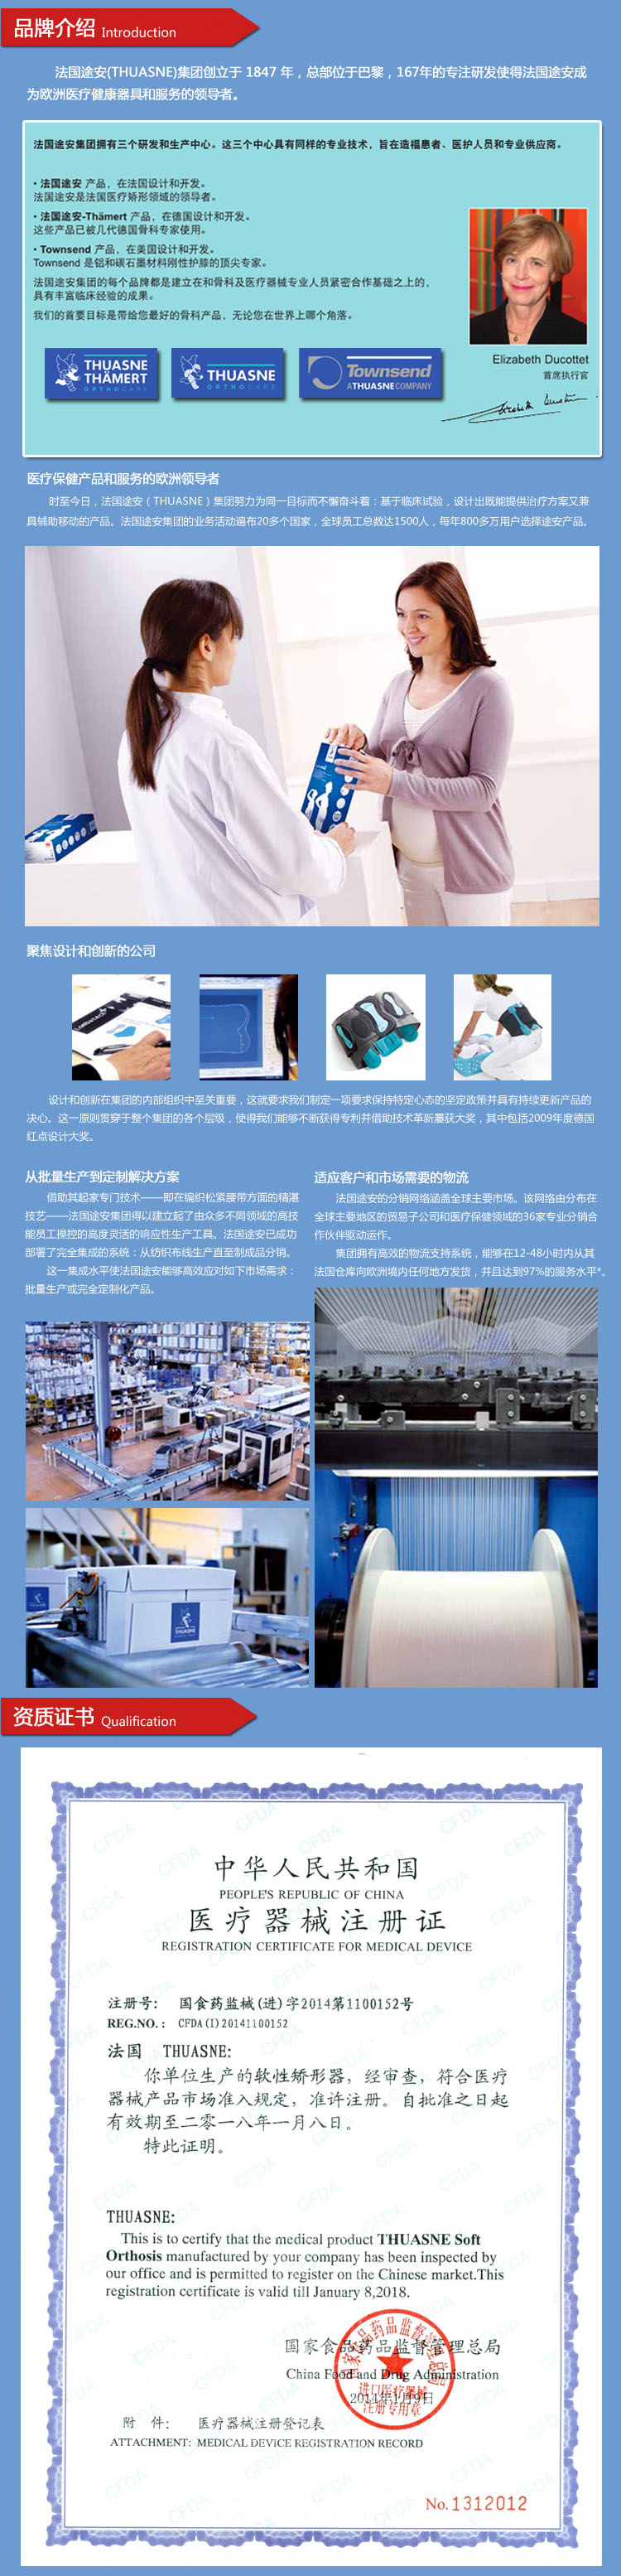 品牌介绍 Introduction
法国途安(THUASNE)集团创立于 1847 年，总部位于巴黎，167年的专注研发使得法国途安成
为欧洲医疗健康器具和服务的领导者。
法国途安集团拥有三个研发和生产中心。这三个中心具有同样的专业技术，旨在造福患者、医护人员和专业供应商。
• 法国途安 产品，在法国设计和开发。
法国途安是法国医疗矫形领域的领导者。
• 法国途安-Thämert 产品，在德国设计和开发。
这些产品已被几代德国骨科专家使用。
• Townsend 产品，在美国设计和开发。
Townsend 是铝和碳石墨材料刚性护膝的顶尖专家。
法国途安集团的每个品牌都是建立在和骨科及医疗器械专业人员紧密合作基础之上的，
具有丰富临床经验的成果。
我们的首要目标是带给您最好的骨科产品，无论您在世界上哪个角落。
THUASNE
THÄMERT
ORTHOCARE
THUASNE
ORTHOCARE
Townsend
A THUASNE COMPANY
Elizabeth Ducottet
首席执行官
医疗保健产品和服务的欧洲领导者
时至今日，法国途安（THUASNE）集团努力为同一目标而不懈奋斗着：基于临床试验，设计出既能提供治疗方案又兼
具辅助移动的产品。法国途安集团的业务活动遍布20多个国家，全球员工总数达1500人，每年800多万用户选择途安产品。
聚焦设计和创新的公司
设计和创新在集团的内部组织中至关重要，这就要求我们制定一项要求保持特定心态的坚定政策并具有持续更新产品的
决心。这一原则贯穿于整个集团的各个层级，使得我们能够不断获得专利并借助技术革新屡获大奖，其中包括2009年度德国
红点设计大奖。
从批量生产到定制解决方案
借助其起家专门技术——即在编织松紧腰带方面的精湛
技艺——法国途安集团得以建立起了由众多不同领域的高技
能员工操控的高度灵活的响应性生产工具。法国途安已成功
部署了完全集成的系统：从纺织布线生产直至制成品分销。
这一集成水平使法国途安能够高效应对如下市场需求：
批量生产或完全定制化产品。
适应客户和市场需要的物流
法国途安的分销网络涵盖全球主要市场。该网络由分布在
全球主要地区的贸易子公司和医疗保健领域的36家专业分销合
作伙伴驱动运作。
集团拥有高效的物流支持系统，能够在12-48小时内从其
法国仓库向欧洲境内任何地方发货，并且达到97%的服务水平*。
THUASNE
资质证书 Qualification
中华人民共和国
PEOPLE'S REPUBLIC OF CHINA
医疗器械注册证
REGISTRATION CERTIFICATE FOR MEDICAL DEVICE
注册号： 国食药监械(进)字2014第1100152号
REG.NO.： CFDA(I)20141100152
法国 THUASNE:
你单位生产的软性矫形器，经审查，符合医疗
器械产品市场准入规定，准许注册。自批准之日起
有效期至二零一八年一月八日。
特此证明。
THUASNE:
This is to certify that the medical product THUASNE Soft
Orthosis manufactured by your company has been inspected by
our office and is permitted to register on the Chinese market.This
registration certificate is valid till January 8,2018.
国家食品药品监督管理总局
China Food and Drug Administration
2014年1月9日
进口医疗器械
注册专用章
附 件： 医疗器械注册登记表
ATTACHMENT: MEDICAL DEVICE REGISTRATION RECORD
No. 1312012